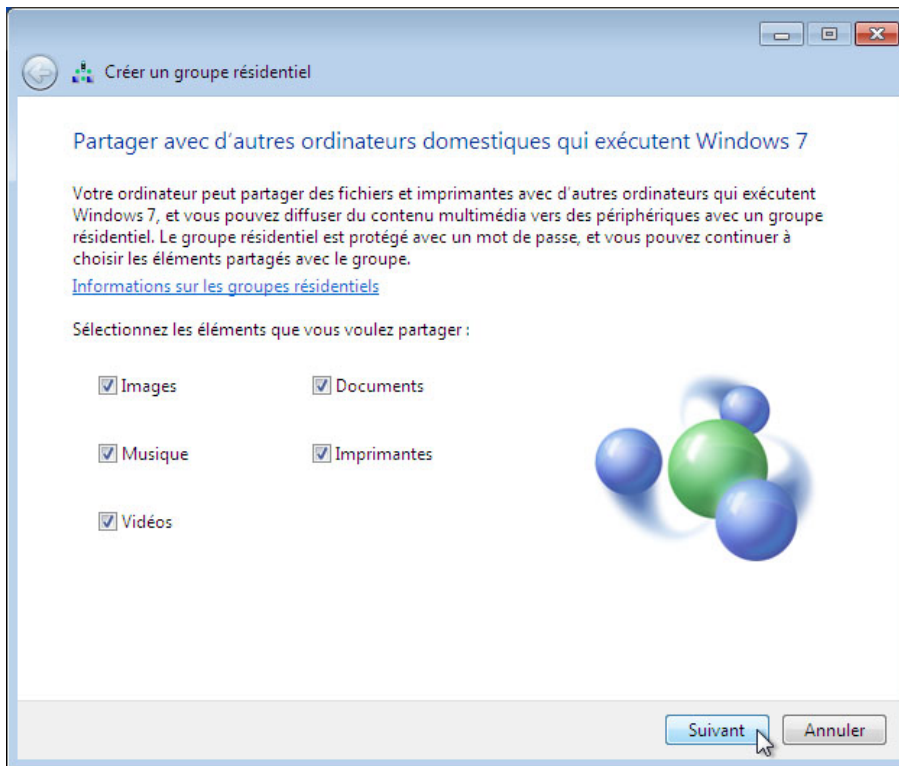 Créer un groupe résidentiel
Partager avec d'autres ordinateurs domestiques qui exécutent Windows 7
Votre ordinateur peut partager des fichiers et imprimantes avec d'autres ordinateurs qui exécutent
Windows 7, et vous pouvez diffuser du contenu multimédia vers des périphériques avec un groupe
résidentiel. Le groupe résidentiel est protégé avec un mot de passe, et vous pouvez continuer à
choisir les éléments partagés avec le groupe.
Informations sur les groupes résidentiels
Sélectionnez les éléments que vous voulez partager :
Images Documents
Musique Imprimantes
Vidéos
Suivant Annuler